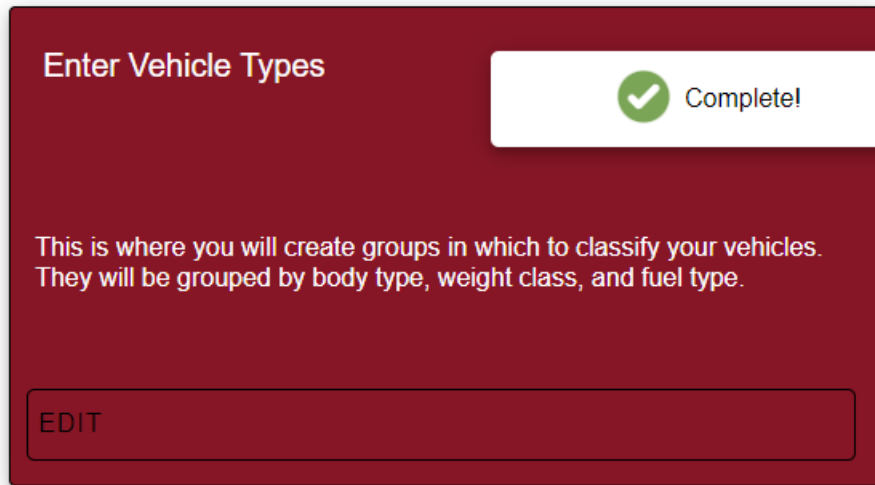 Enter Vehicle Types
Complete!
This is where you will create groups in which to classify your vehicles.
They will be grouped by body type, weight class, and fuel type.
EDIT